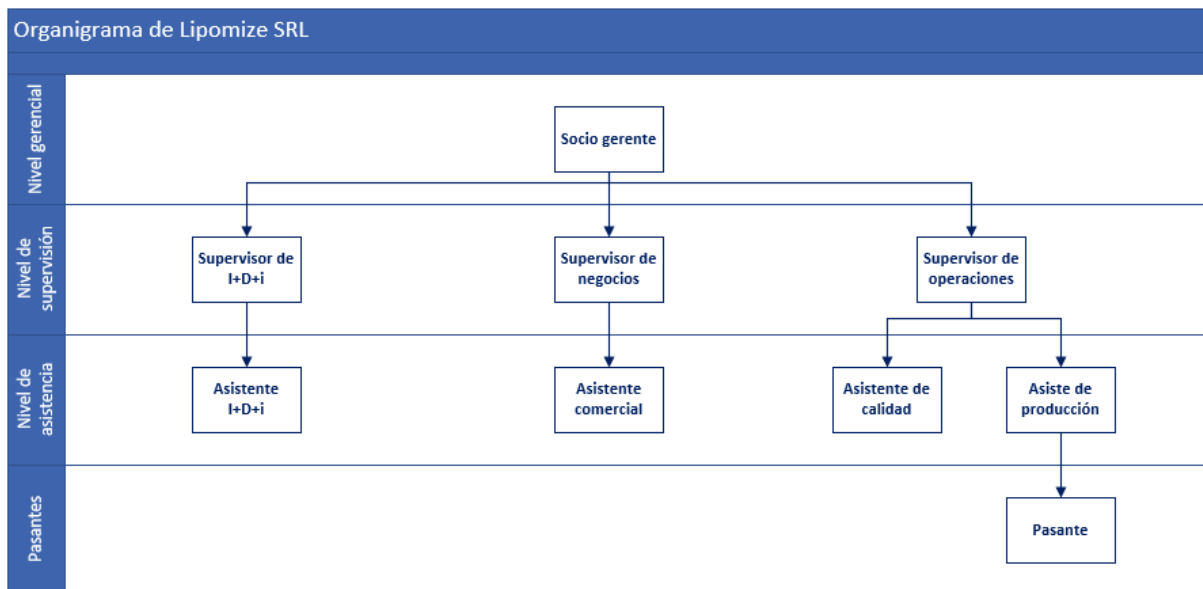 Organigrama de Lipomize SRL
Nivel gerencial
Socio gerente
Nivel de
supervisión
Supervisor de
I+D+i
Supervisor de
negocios
Supervisor de
operaciones
Nivel de
asistencia
Asistente
I+D+i
Asistente
comercial
Asistente de
calidad
Asiste de
producción
Pasantes
Pasante